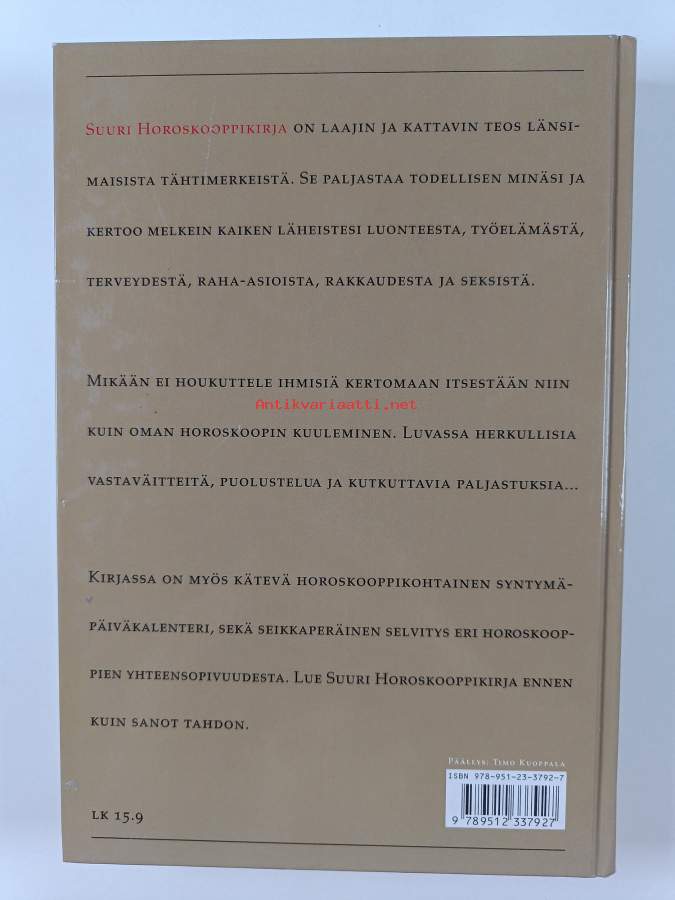 SUURI HOROSKOOPPIKIRJA ON LAAJIN JA KATTAVIN TEOS LÄNSI-
MAISISTA TÄHTIMERKEISTÄ. SE PALJASTAA TODELLISEN MINÄSI JA
KERTOO MELKEIN KAIKEN LÄHEISTESI LUONTEESTA, TYÖELÄMÄSTÄ,
TERVEYDESTÄ, RAHA-ASIOISTA, RAKKAUDESTA JA SEKSISTÄ.
MIKÄÄN EI HOUKUTTELE IHMISIÄ KERTOMAAN ITSESTÄÄN NIIN
Antikvariaatti.net
KUIN OMAN HOROSKOOPIN KUULEMINEN. LUVASSA HERKULLISIA
VASTAVÄITTEITÄ, PUOLUSTELUA JA KUTKUTTAVIA PALJASTUKSIA...
KIRJASSA ON MYÖS KÄTEVÄ HOROSKOOPPIKOHTAINEN SYNTYMÄ-
PÄIVÄKALENTERI, SEKÄ SEIKKAPERÄINEN SELVITYS ERI HOROSKOOP-
PIEN YHTEENSOPIVUUDESTA. LUE SUURI HOROSKOOPPIKIRJA ENNEN
KUIN SANOT TAHDON.
PÄÄLLYS: TIMO KUOPPALA
ISBN 978-951-23-3792-7
9 789512 337927
LK 15.9